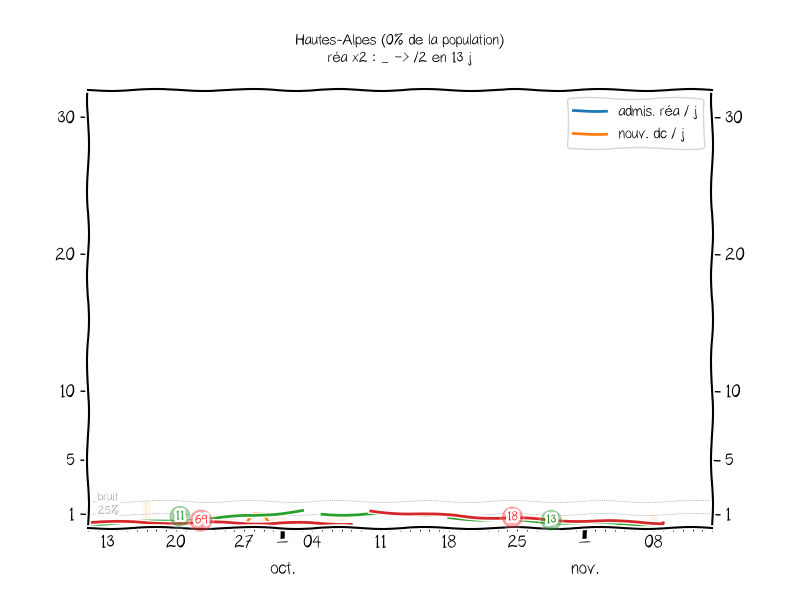 Hautes-Alpes (0% de la population)
réa x2 : _ -> /2 en 13 j
admis. réa / j
nouv. dc / j
30 30
20 20
10 10
5 5
bruit
25%
1 1
11 69 18 13
13 20 27 04 11 18 25 08
oct. nov.